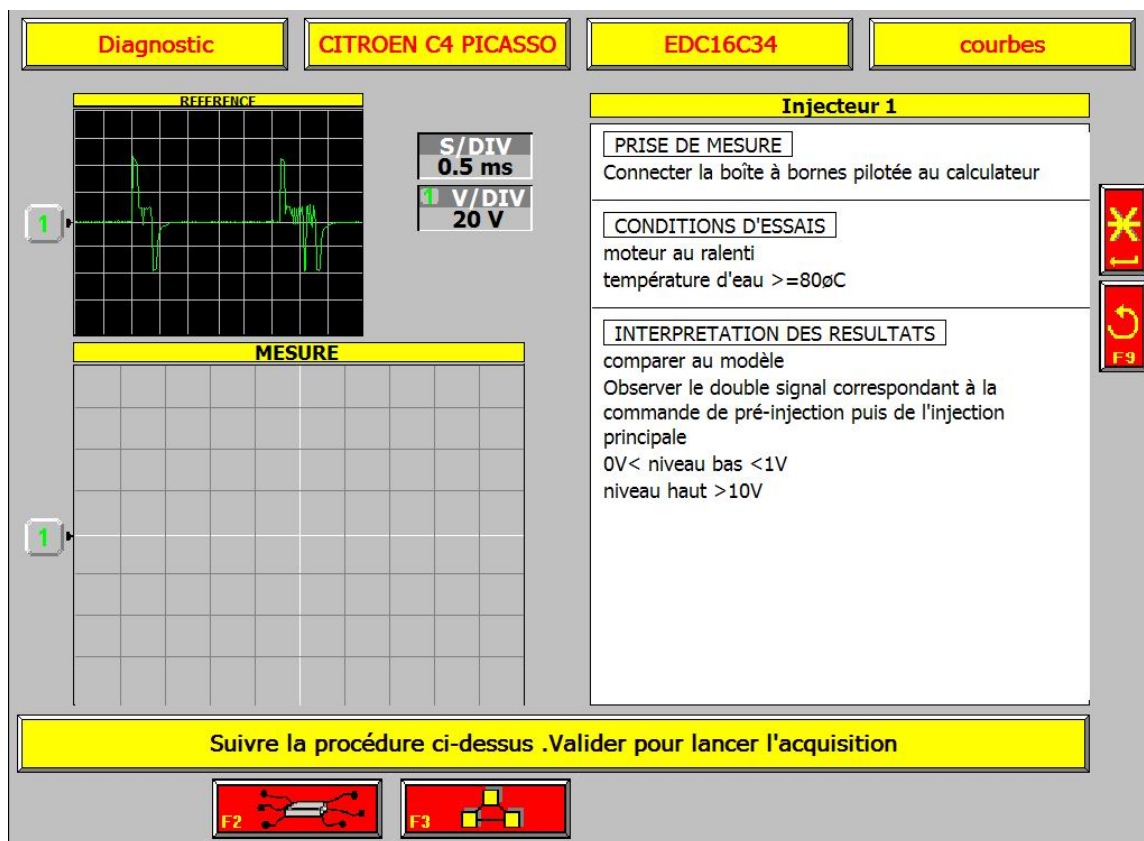 Diagnostic
CITROEN C4 PICASSO
EDC16C34
courbes
REFERENCE
S/DIV
0.5 ms
1 V/DIV
20 V
1
MESURE
1
Injecteur 1
PRISE DE MESURE
Connecter la boîte à bornes pilotée au calculateur
CONDITIONS D'ESSAIS
moteur au ralenti
température d'eau >=80øC
INTERPRETATION DES RESULTATS
comparer au modèle
Observer le double signal correspondant à la
commande de pré-injection puis de l'injection
principale
0V< niveau bas <1V
niveau haut >10V
F9
Suivre la procédure ci-dessus .Valider pour lancer l'acquisition
F2
F3